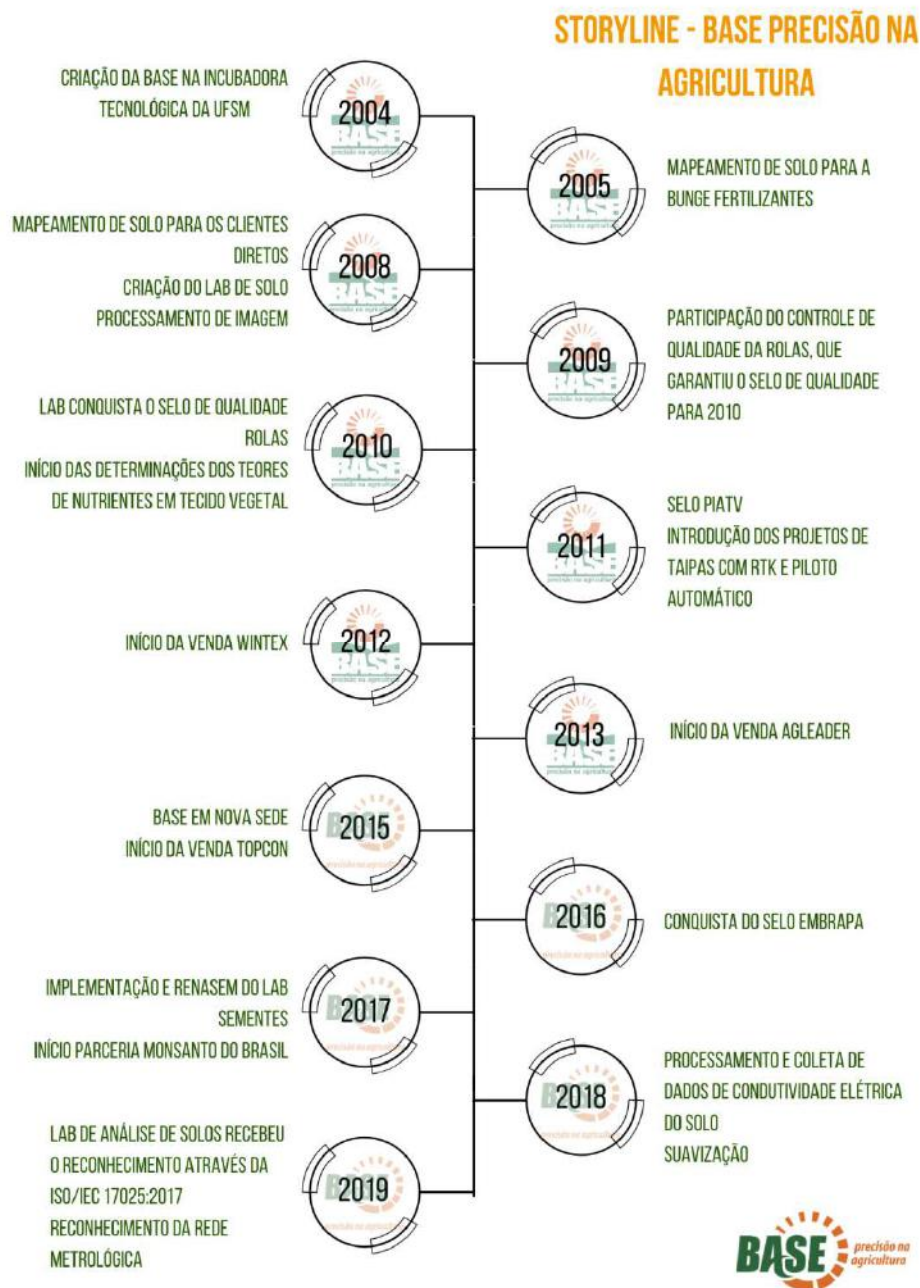 STORYLINE - BASE PRECISÃO NA
AGRICULTURA
CRIAÇÃO DA BASE NA INCUBADORA
TECNOLÓGICA DA UFSM
2004
2005
MAPEAMENTO DE SOLO PARA A
BUNGE FERTILIZANTES
MAPEAMENTO DE SOLO PARA OS CLIENTES
DIRETOS
CRIAÇÃO DO LAB DE SOLO
PROCESSAMENTO DE IMAGEM
2008
2009
PARTICIPAÇÃO DO CONTROLE DE
QUALIDADE DA ROLAS, QUE
GARANTIU O SELO DE QUALIDADE
PARA 2010
LAB CONQUISTA O SELO DE QUALIDADE
ROLAS
INÍCIO DAS DETERMINAÇÕES DOS TEORES
DE NUTRIENTES EM TECIDO VEGETAL
2010
2011
SELO PIATV
INTRODUÇÃO DOS PROJETOS DE
TAIPAS COM RTK E PILOTO
AUTOMÁTICO
INÍCIO DA VENDA WINTEX
2012
2013
INÍCIO DA VENDA AGLEADER
BASE EM NOVA SEDE
INÍCIO DA VENDA TOPCON
2015
2016
CONQUISTA DO SELO EMBRAPA
IMPLEMENTAÇÃO E RENASEM DO LAB
SEMENTES
INÍCIO PARCERIA MONSANTO DO BRASIL
2017
2018
PROCESSAMENTO E COLETA DE
DADOS DE CONDUTIVIDADE ELÉTRICA
DO SOLO
SUAVIZAÇÃO
LAB DE ANÁLISE DE SOLOS RECEBEU
O RECONHECIMENTO ATRAVÉS DA
ISO/IEC 17025:2017
RECONHECIMENTO DA REDE
METROLÓGICA
2019
BASE
precisão na
agricultura